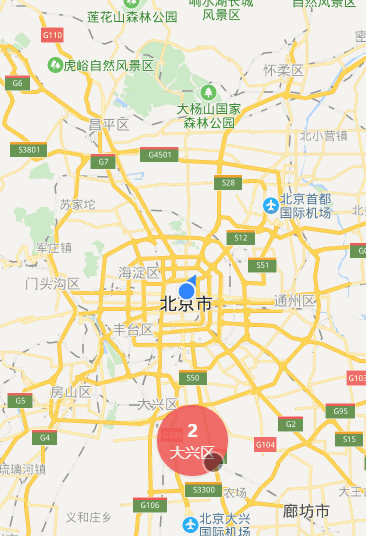 莲花山森林公园
响水湖长城
风景区
自然风景区
G110
虎峪自然风景区
怀柔区
G6
大杨山国家
森林公园
昌平区
北小营镇
S3801
G7
G4501
S28
苏家坨
北京首都
国际机场
S12
军庄镇
海淀区
S51
门头沟区
北京市
通州区
丰台区
S50
房山区
G5
大兴区
G95
G2
S15
G4
2
大兴区
G104
琉璃河镇
S3300
农场
大王
G106
廊坊市
义和庄乡
北京大兴
国际机场